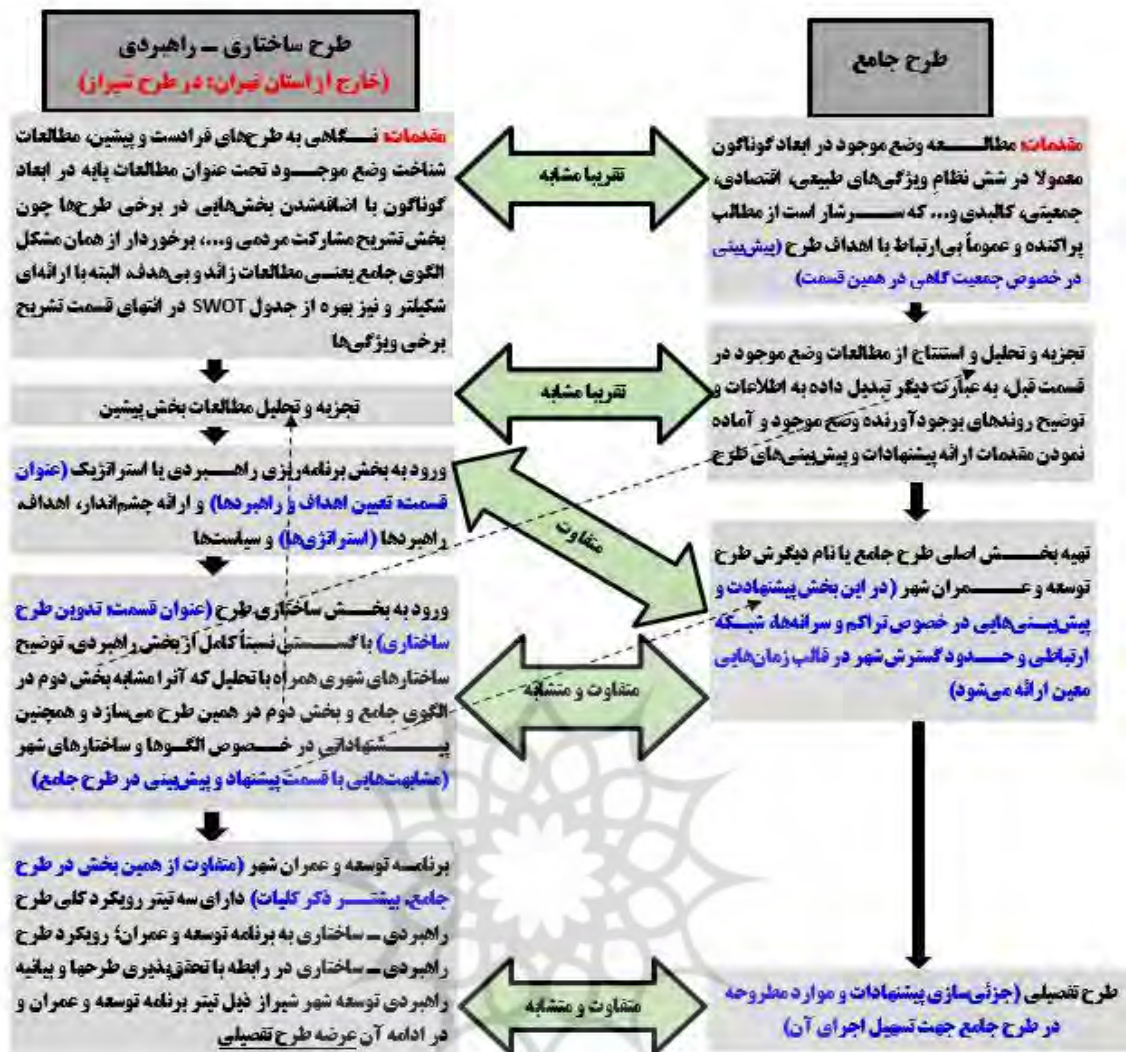 طرح جامع
مقدمات: مطالعه وضع موجود در ابعاد گوناگون
معمولا در شش نظام ویژگی‌های طبیعی، اقتصادی،
جمعیتی، کالبدی و... که سرشار است از مطالب
پراکنده و عموماً بی‌ارتباط با اهداف طرح (پیش‌بینی
در خصوص جمعیت گاهی در همین قسمت)
تجزیه و تحلیل و استنتاج از مطالعات وضع موجود در
قسمت قبل، به عبارت دیگر تبدیل داده به اطلاعات و
توضیح روندهای بوجودآورنده وضع موجود و آماده
نمودن مقدمات ارائه پیشنهادات و پیش‌بینی‌های طرح
تهیه بخش اصلی طرح جامع یا نام دیگرش طرح
توسعه و عمران شهر (در این بخش پیشنهادت و
پیش‌بینی‌هایی در خصوص تراکم و سرانه‌ها، شبکه
ارتباطی و حدود گسترش شهر در قالب زمان‌هایی
معین ارائه می‌شود)
طرح تفصیلی (جزئی‌سازی پیشنهادات و موارد مطروحه
در طرح جامع جهت تسهیل اجرای آن)
تقریبا مشابه
تقریبا مشابه
متفاوت
متفاوت و متشابه
متفاوت و متشابه
طرح ساختاری – راهبردی
(خارج از استان تهران: در طرح شیراز)
مقدمات: نگاهی به طرح‌های فرادست و پیشین، مطالعات
شناخت وضع موجود تحت عنوان مطالعات پایه در ابعاد
گوناگون با اضافه‌شدن بخش‌هایی در برخی طرح‌ها چون
بخش تشریح مشارکت مردمی و...، برخوردار از همان مشکل
الگوی جامع یعنی مطالعات زائد و بی‌هدف، البته با ارائه‌ای
شکیلتر و نیز بهره از جدول SWOT در انتهای قسمت تشریح
برخی ویژگی‌ها
تجزیه و تحلیل مطالعات بخش پیشین
ورود به بخش برنامه‌ریزی راهبردی یا استراتژیک (عنوان
قسمت: تعیین اهداف و راهبردها) و ارائه چشم‌انداز، اهداف،
راهبردها (استراتژی‌ها) و سیاست‌ها
ورود به بخش ساختاری طرح (عنوان قسمت: تدوین طرح
ساختاری) با گسستی نسبتاً کامل از بخش راهبردی، توضیح
ساختارهای شهری همراه با تحلیل که آنرا مشابه بخش دوم در
الگوی جامع و بخش دوم در همین طرح می‌سازد و همچنین
پیشنهاداتی در خصوص الگوها و ساختارهای شهر
(مشابهت‌هایی با قسمت پیشنهاد و پیش‌بینی در طرح جامع)
برنامه توسعه و عمران شهر (متفاوت از همین بخش در طرح
جامع، بیشتر ذکر کلیات) دارای سه تیتر رویکرد کلی طرح
راهبردی – ساختاری به برنامه توسعه و عمران؛ رویکرد طرح
راهبردی – ساختاری در رابطه با تحقق‌پذیری طرحها و بیانیه
راهبردی توسعه شهر شیراز ذیل تیتر برنامه توسعه و عمران و
در ادامه آن عرضه طرح تفصیلی